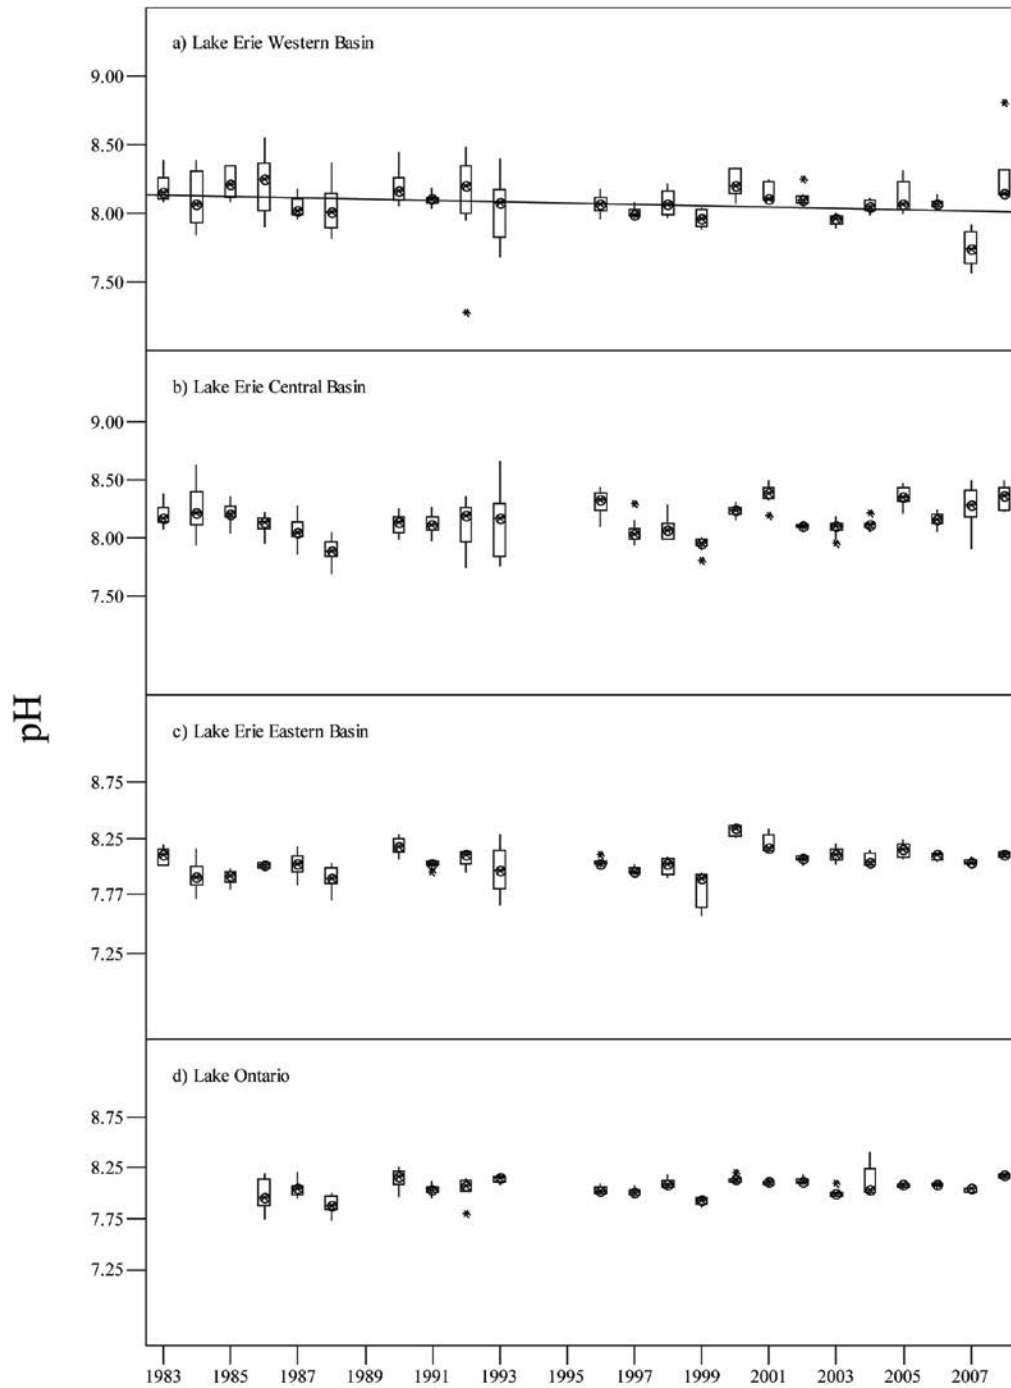 a) Lake Erie Western Basin
9.00
8.50
8.00
7.50
b) Lake Erie Central Basin
9.00
8.50
8.00
7.50
pH
c) Lake Erie Eastern Basin
8.75
8.25
7.77
7.25
d) Lake Ontario
8.75
8.25
7.75
7.25
1983 1985 1987 1989 1991 1993 1995 1997 1999 2001 2003 2005 2007